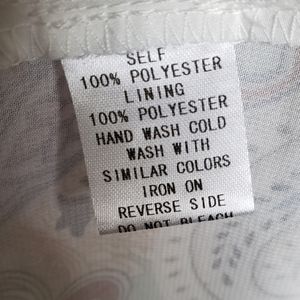 SELF
100% POLYESTER
LINING
100% POLYESTER
HAND WASH COLD
WASH WITH
SIMILAR COLORS
IRON ON
REVERSE SIDE
DO NOT BLEACH